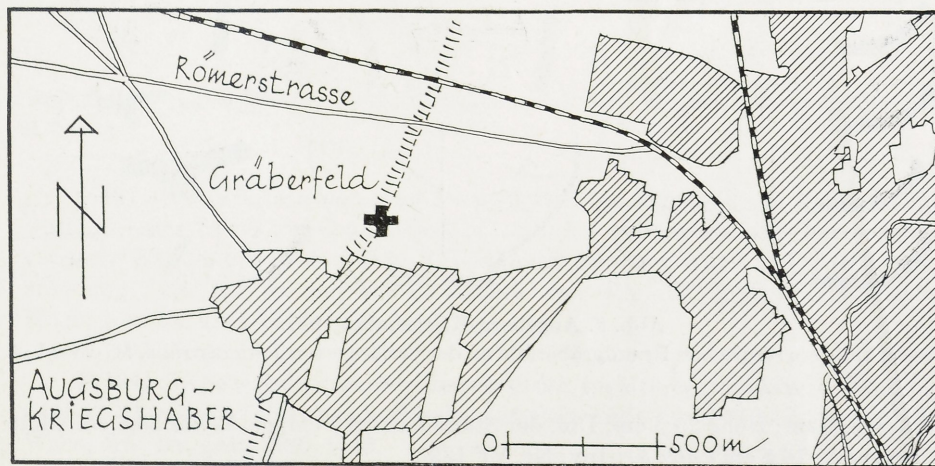 Römerstrasse
Gräberfeld
N
AUGSBURG-
KRIEGSHABER
0 500m